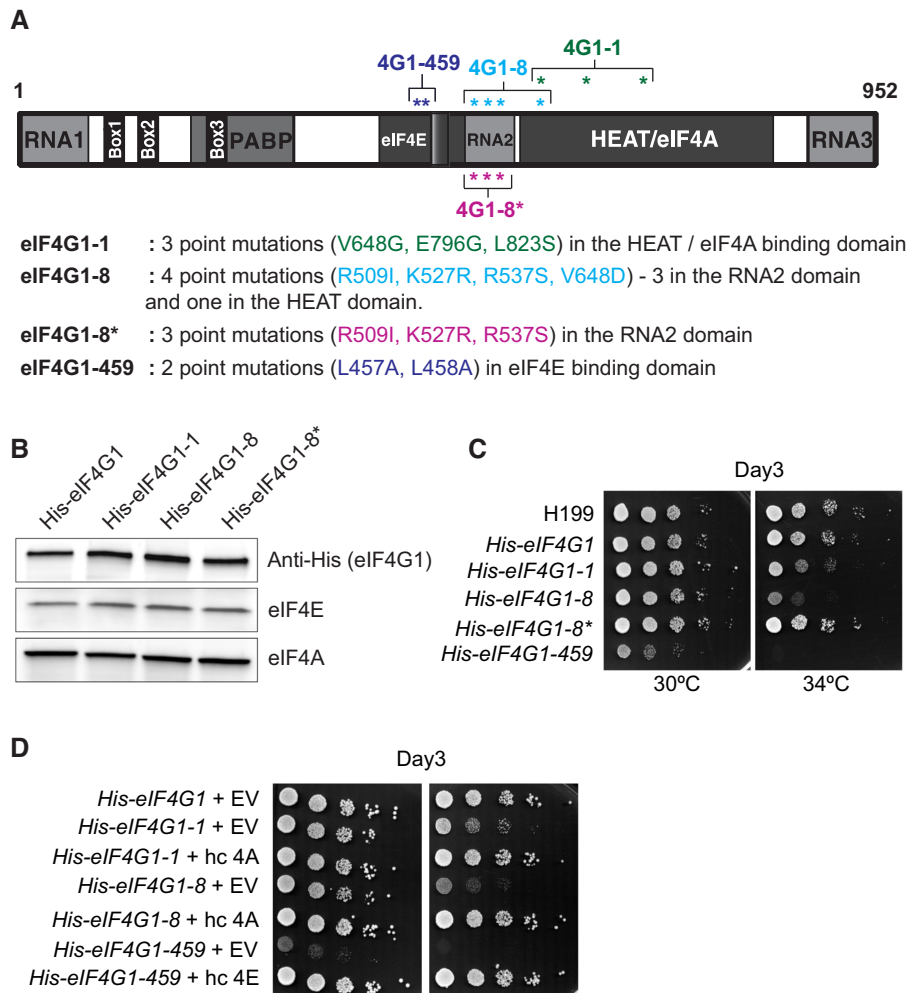 A
4G1-1
4G1-459 4G1-8
* * *
** *** *
1 952
RNA1 Box1 Box2 Box3 PABP eIF4E RNA2 HEAT/eIF4A RNA3
***
4G1-8*
eIF4G1-1 : 3 point mutations (V648G, E796G, L823S) in the HEAT / eIF4A binding domain
eIF4G1-8 : 4 point mutations (R509I, K527R, R537S, V648D) - 3 in the RNA2 domain
and one in the HEAT domain.
eIF4G1-8* : 3 point mutations (R509I, K527R, R537S) in the RNA2 domain
eIF4G1-459 : 2 point mutations (L457A, L458A) in eIF4E binding domain
B
His-eIF4G1
His-eIF4G1-1
His-eIF4G1-8
His-eIF4G1-8*
Anti-His (eIF4G1)
eIF4E
eIF4A
C
Day3
H199
His-eIF4G1
His-eIF4G1-1
His-eIF4G1-8
His-eIF4G1-8*
His-eIF4G1-459
30ºC 34ºC
D
Day3
His-eIF4G1 + EV
His-eIF4G1-1 + EV
His-eIF4G1-1 + hc 4A
His-eIF4G1-8 + EV
His-eIF4G1-8 + hc 4A
His-eIF4G1-459 + EV
His-eIF4G1-459 + hc 4E